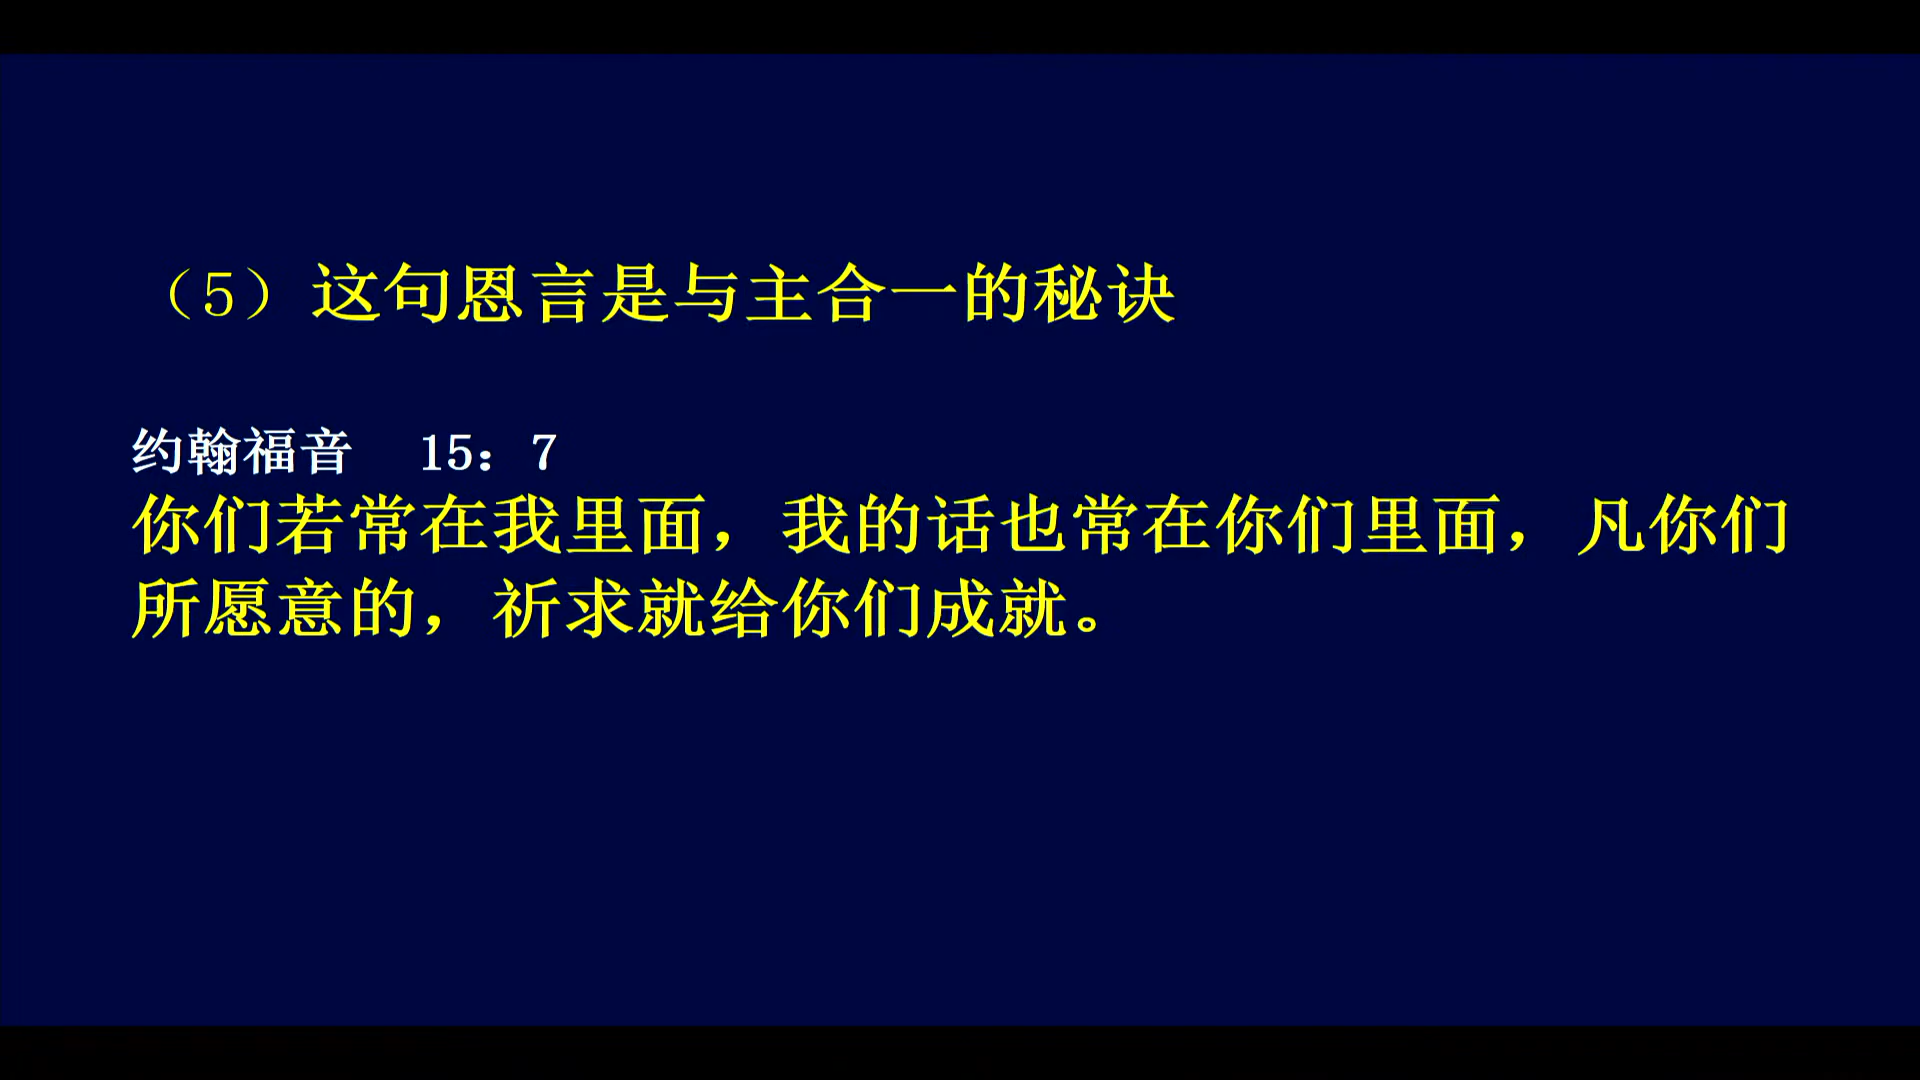 （5）这句恩言是与主合一的秘诀
约翰福音 15：7
你们若常在我里面，我的话也常在你们里面，凡你们
所愿意的，祈求就给你们成就。